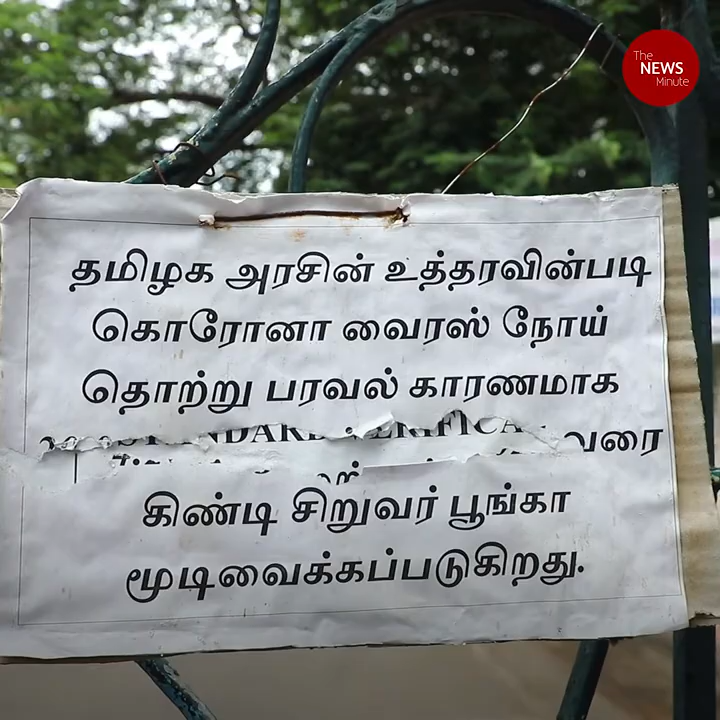 The
NEWS
Minute
தமிழக அரசின் உத்தரவின்படி
கொரோனா வைரஸ் நோய்
தொற்று பரவல் காரணமாக
வரை
கிண்டி சிறுவர் பூங்கா
மூடிவைக்கப்படுகிறது.